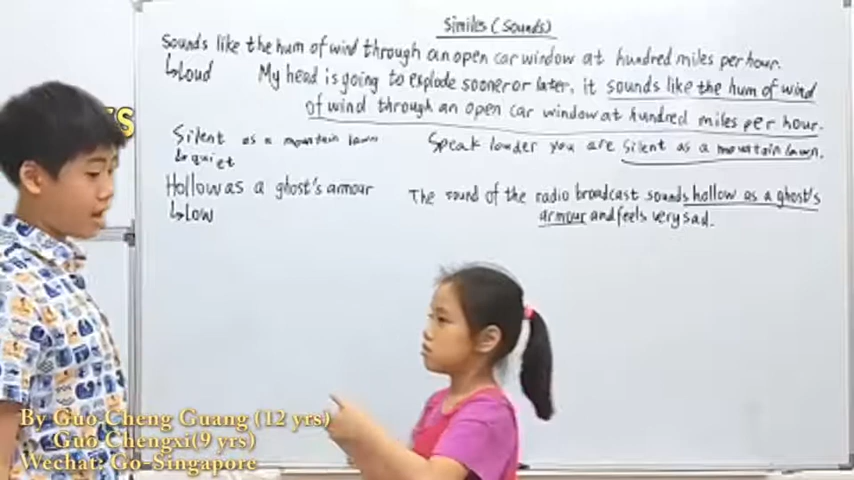 Similes (Sounds)
Sounds like the hum of wind through an open car window at hundred miles per hour.
↳Loud
My head is going to explode sooner or later, it sounds like the hum of wind
of wind through an open car window at hundred miles per hour.
Silent as a mountain lawn
↳quiet
Speak louder you are silent as a mountain lawn.
Hollow as a ghost's armour
↳Low
The sound of the radio broadcast sounds hollow as a ghost's
armour and feels very sad.
By Guo Cheng Guang (12 yrs)
Guo Chengxi(9 yrs)
Wechat: Go-Singapore